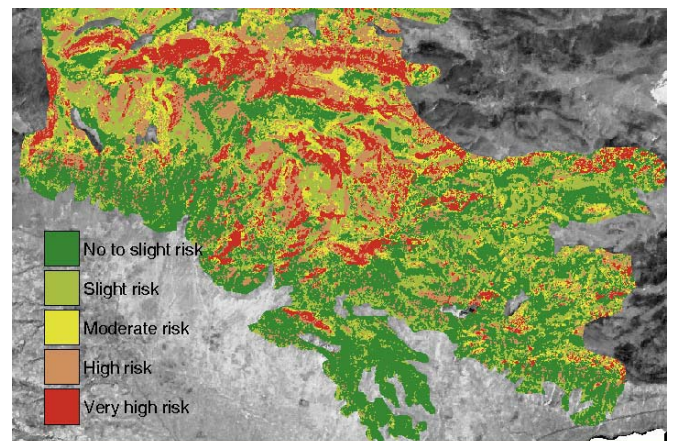 No to slight risk
Slight risk
Moderate risk
High risk
Very high risk